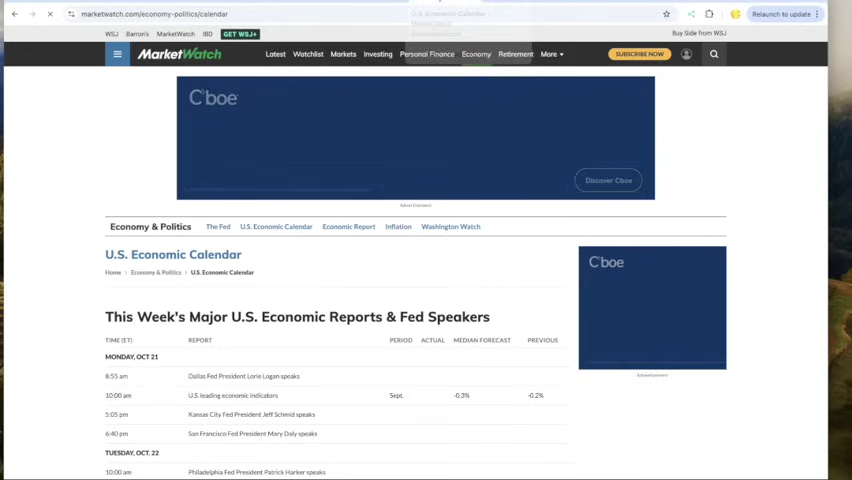 marketwatch.com/economy-politics/calendar
Relaunch to update
WSJ Barron's MarketWatch IBD GET WSJ+
Buy Side from WSJ
MarketWatch Latest Watchlist Markets Investing Personal Finance Economy Retirement More SUBSCRIBE NOW
Cboe
Discover Cboe
Advertisement
Economy & Politics The Fed U.S. Economic Calendar Economic Report Inflation Washington Watch
U.S. Economic Calendar
Home > Economy & Politics > U.S. Economic Calendar
Cboe
Advertisement
This Week's Major U.S. Economic Reports & Fed Speakers
TIME (ET) REPORT PERIOD ACTUAL MEDIAN FORECAST PREVIOUS
MONDAY, OCT 21
8:55 am Dallas Fed President Lorie Logan speaks
10:00 am U.S. leading economic indicators Sept. -0.3% -0.2%
5:05 pm Kansas City Fed President Jeff Schmid speaks
6:40 pm San Francisco Fed President Mary Daly speaks
TUESDAY, OCT. 22
10:00 am Philadelphia Fed President Patrick Harker speaks